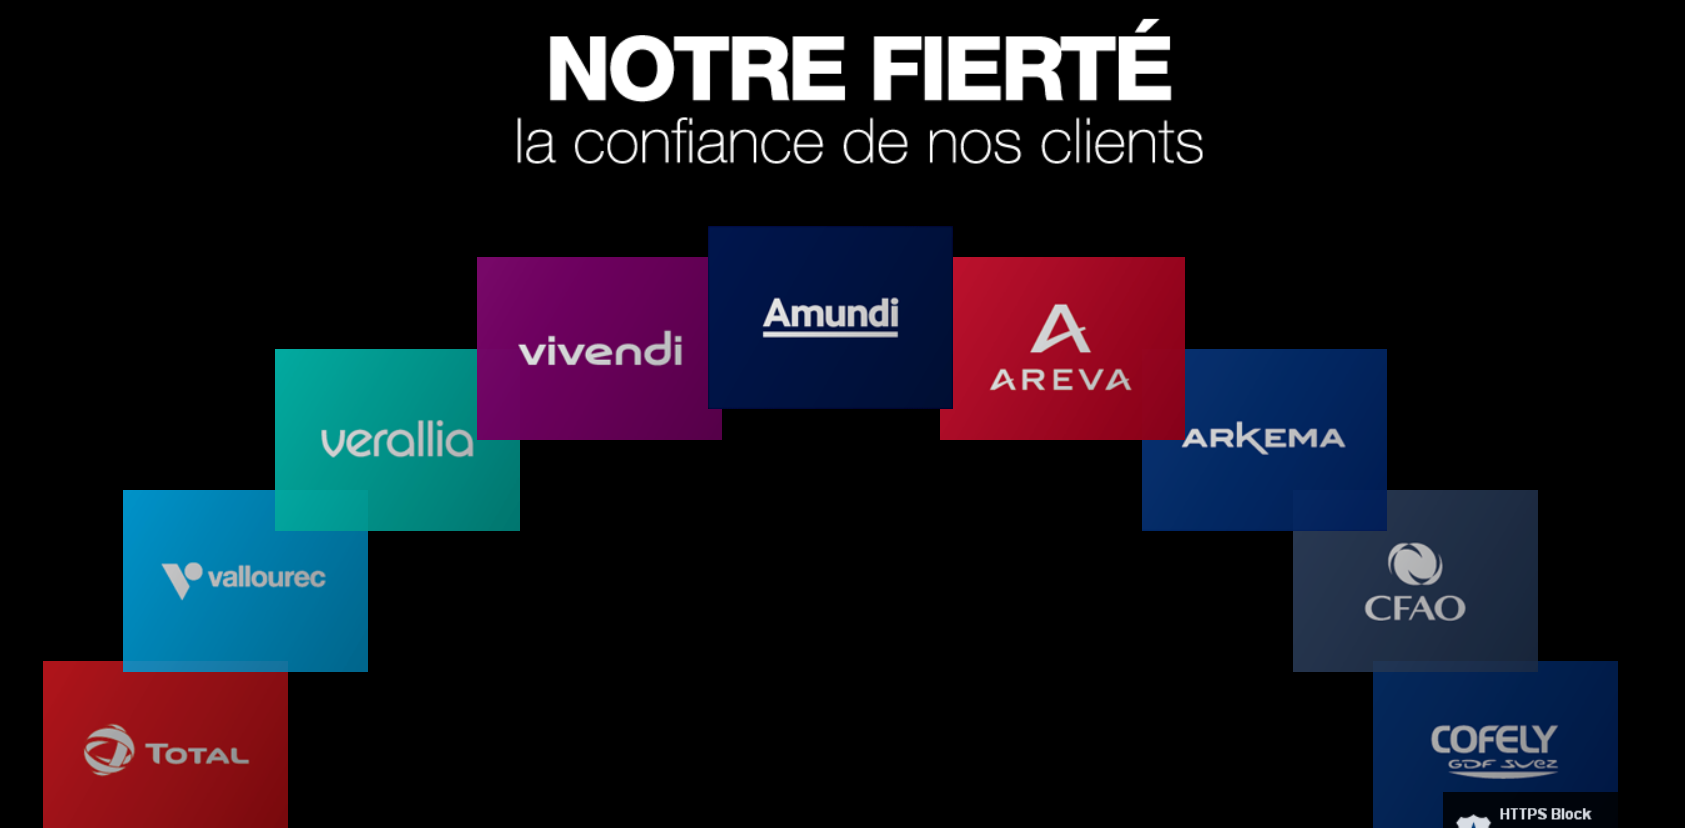 NOTRE FIERTÉ
la confiance de nos clients
Amundi
vivendi
AREVA
verallia
ARKEMA
vallourec
CFAO
TOTAL
COFELY
GDF SUEZ
HTTPS Block